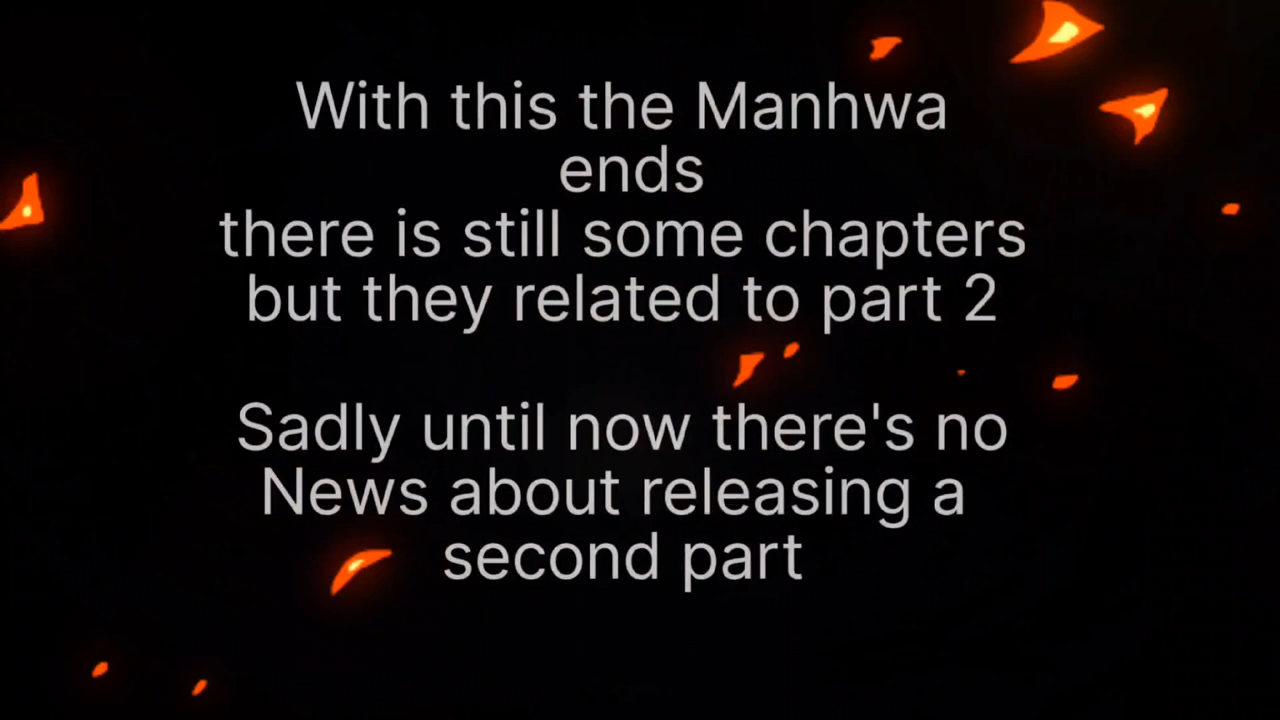 With this the Manhwa
ends
there is still some chapters
but they related to part 2
Sadly until now there's no
News about releasing a
second part